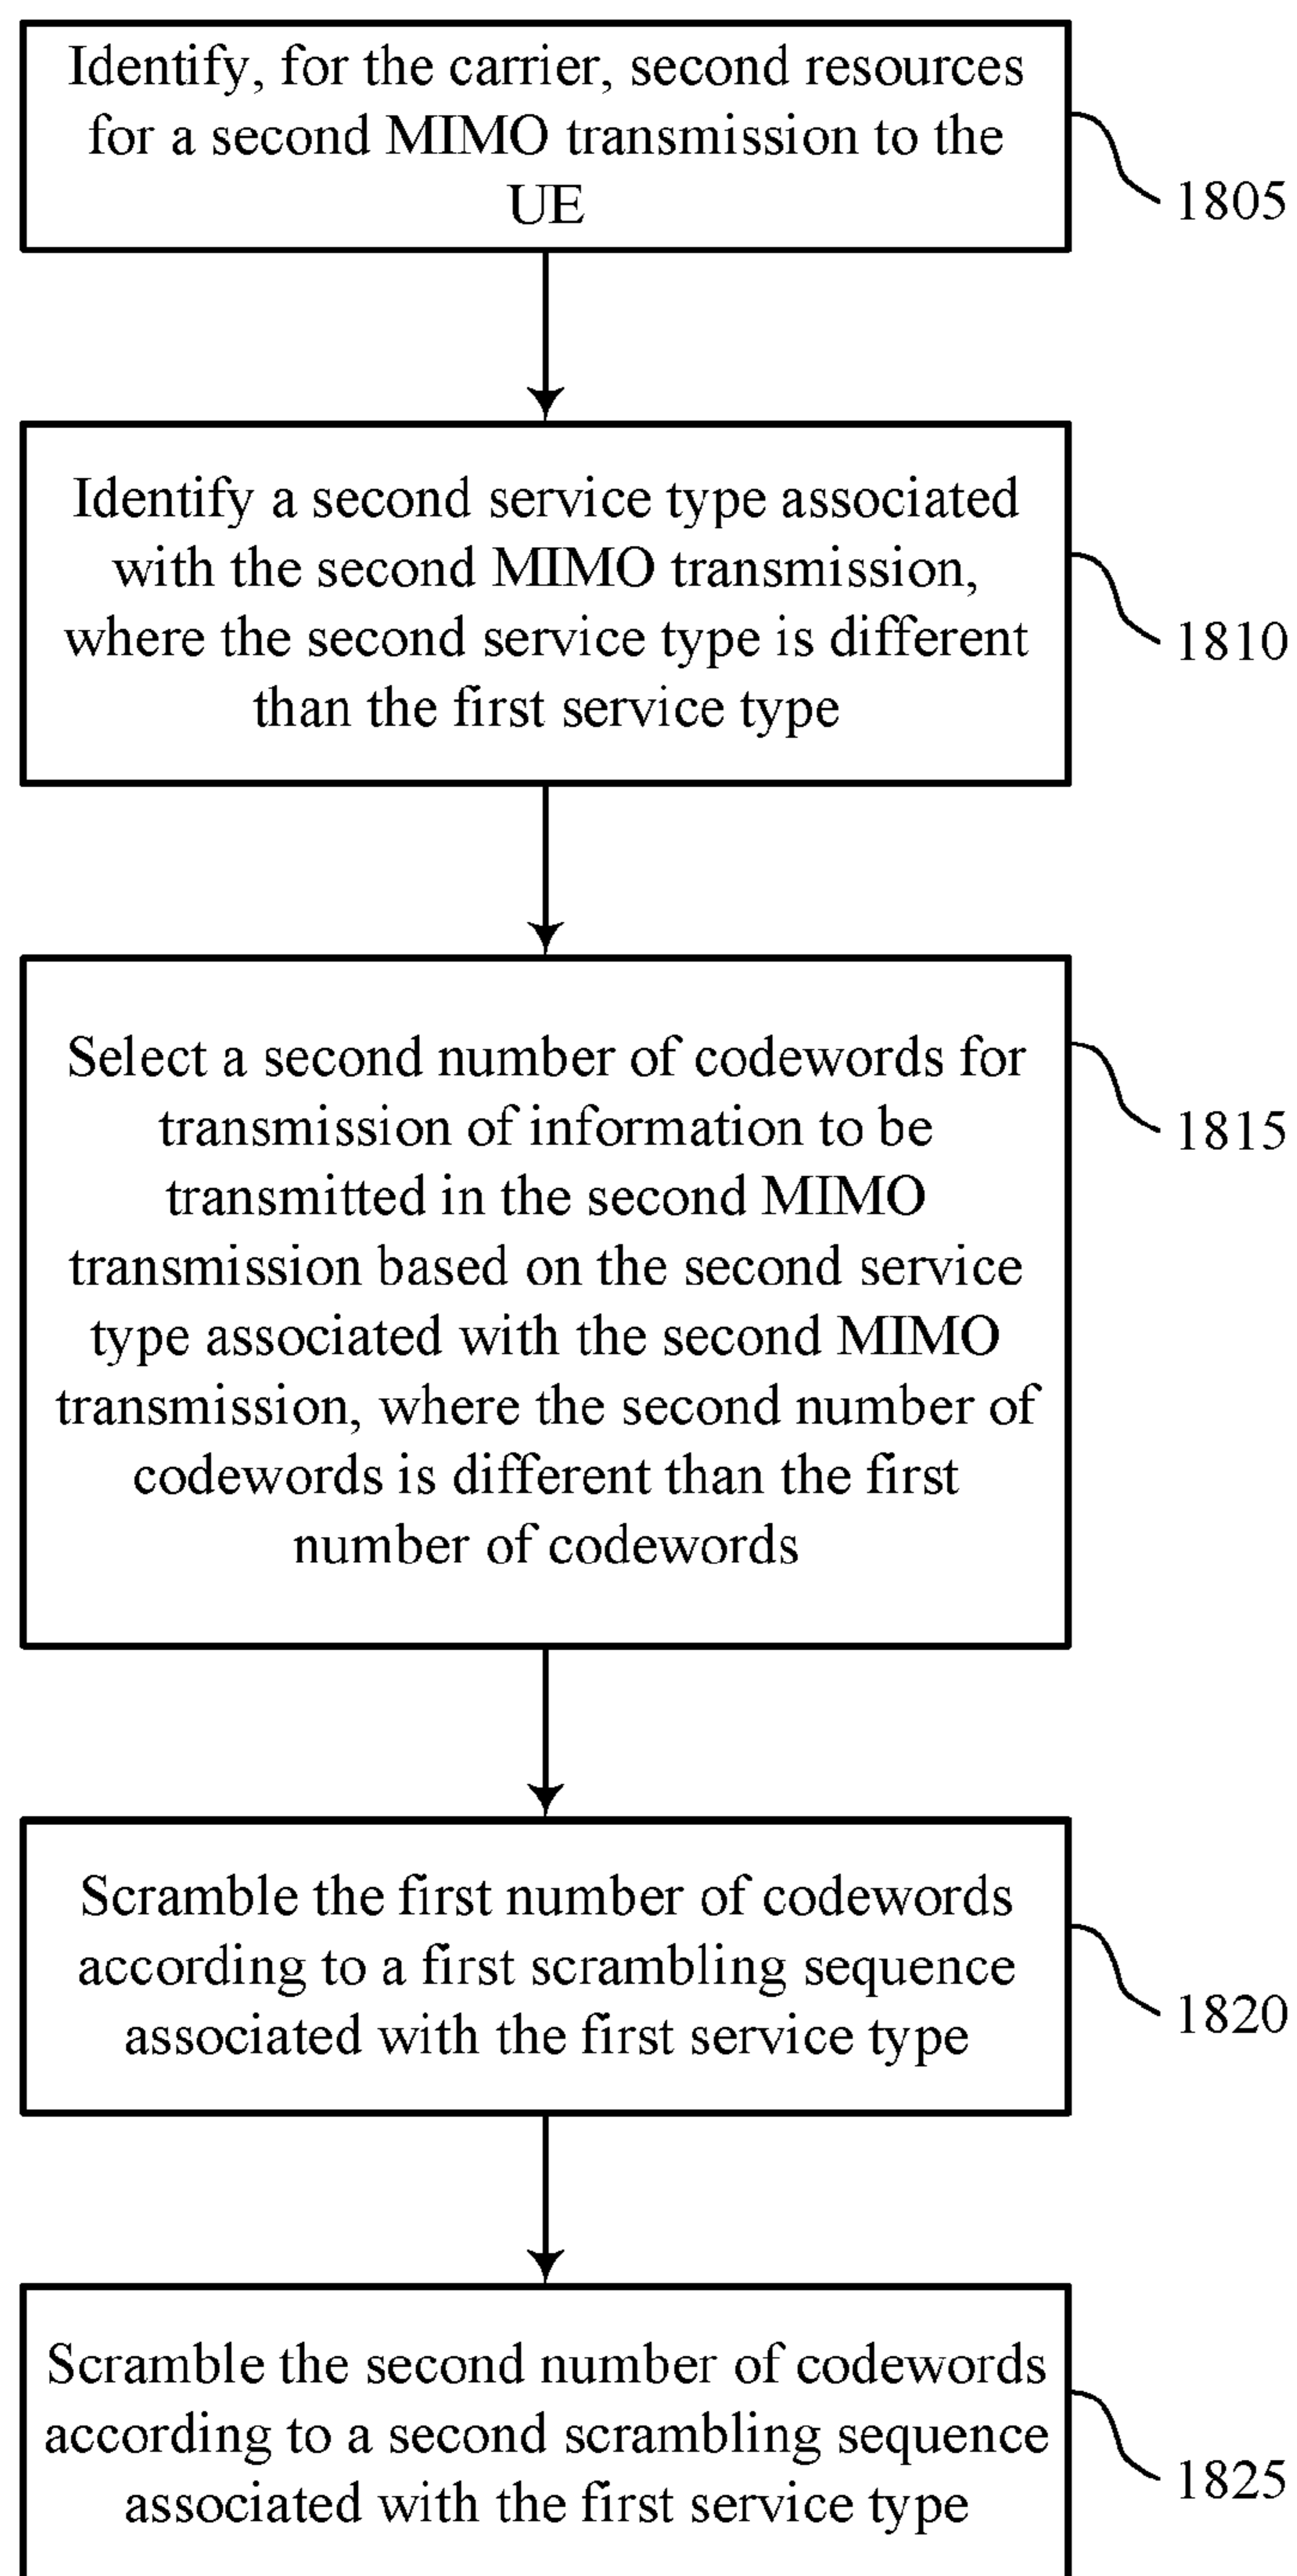 Identify, for the carrier, second resources
for a second MIMO transmission to the
UE
1805
Identify a second service type associated
with the second MIMO transmission,
where the second service type is different
than the first service type
1810
Select a second number of codewords for
transmission of information to be
transmitted in the second MIMO
transmission based on the second service
type associated with the second MIMO
transmission, where the second number of
codewords is different than the first
number of codewords
1815
Scramble the first number of codewords
according to a first scrambling sequence
associated with the first service type
1820
Scramble the second number of codewords
according to a second scrambling sequence
associated with the first service type
1825